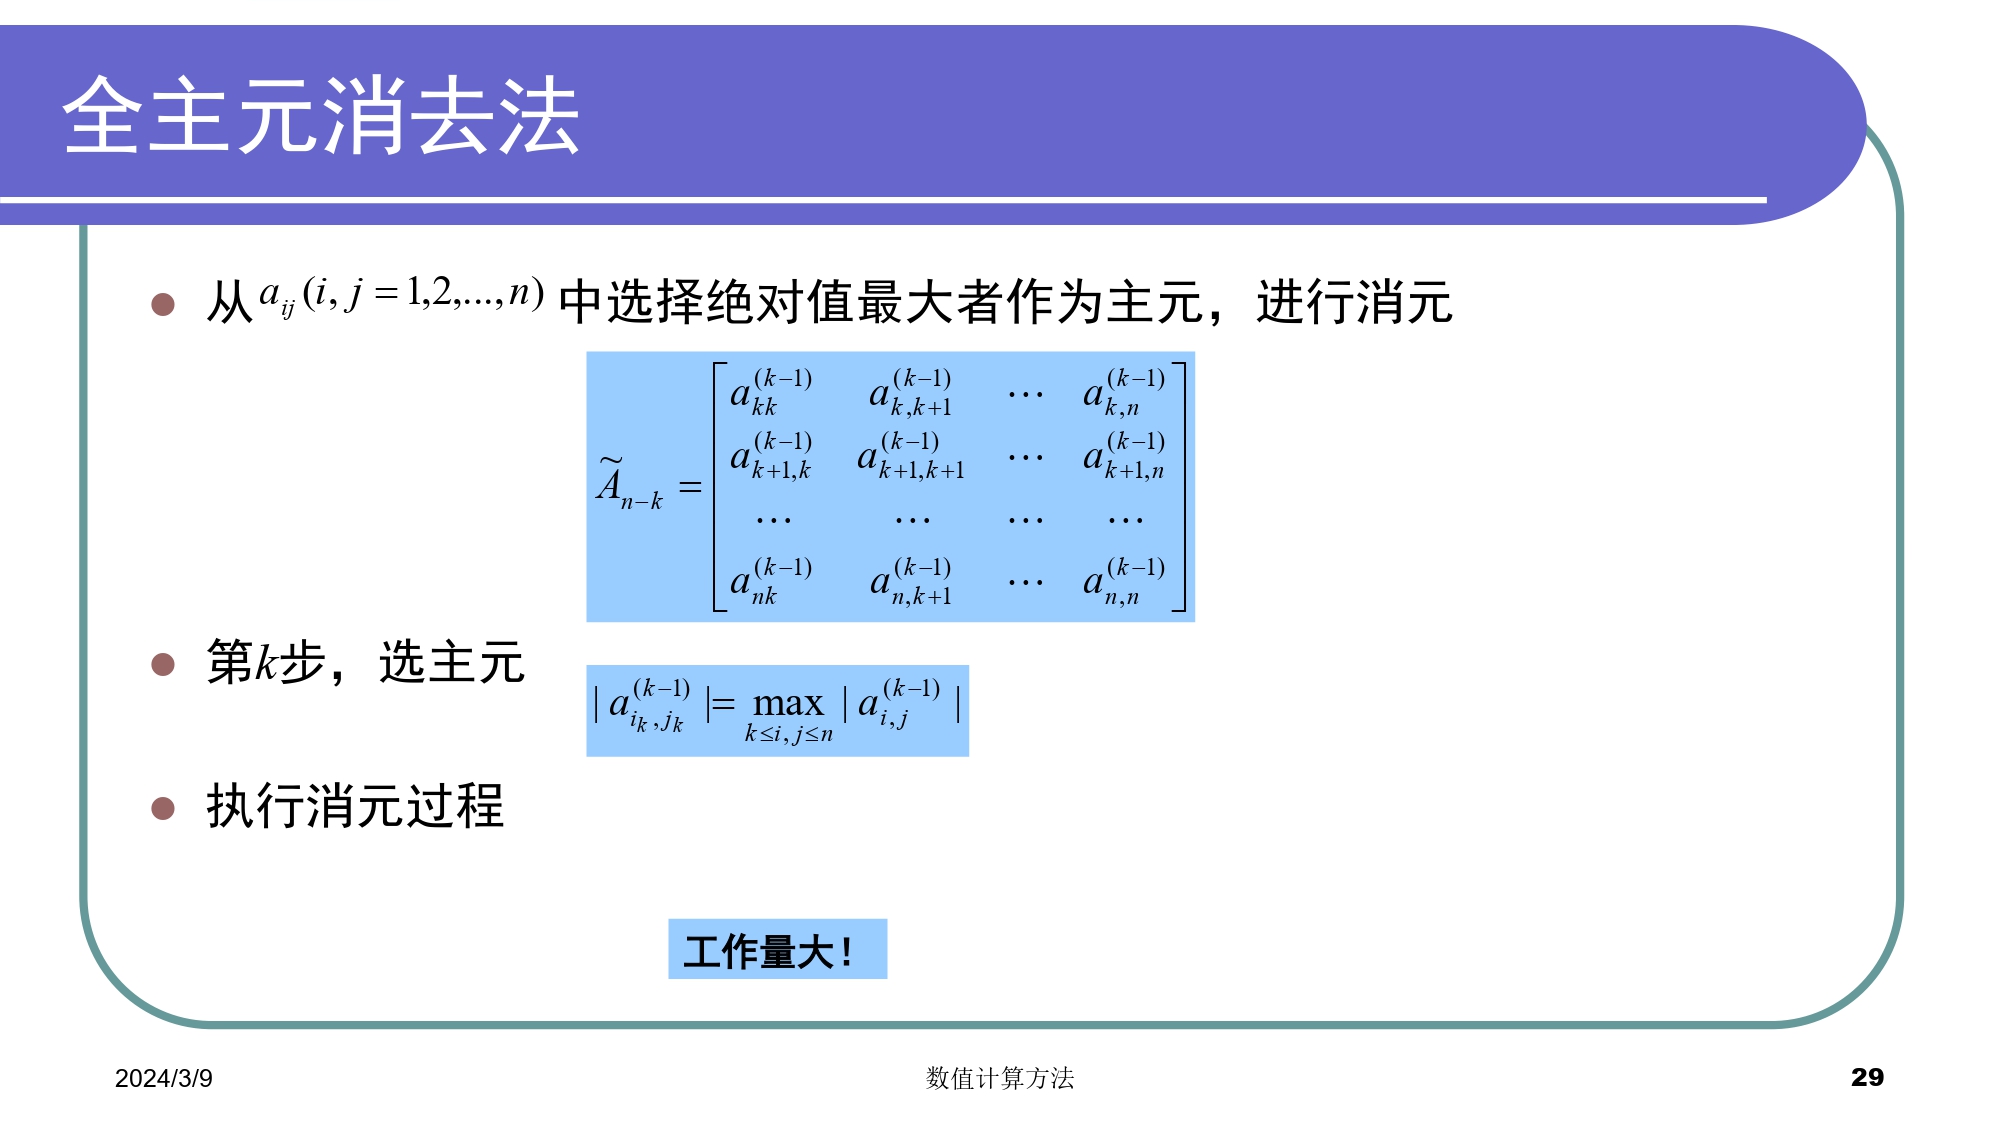 全主元消去法
从 a_{ij} (i, j = 1,2,...,n) 中选择绝对值最大者作为主元，进行消元
\tilde{A}_{n-k} = \begin{bmatrix} a_{kk}^{(k-1)} & a_{k,k+1}^{(k-1)} & \cdots & a_{k,n}^{(k-1)} \\ a_{k+1,k}^{(k-1)} & a_{k+1,k+1}^{(k-1)} & \cdots & a_{k+1,n}^{(k-1)} \\ \cdots & \cdots & \cdots & \cdots \\ a_{nk}^{(k-1)} & a_{n,k+1}^{(k-1)} & \cdots & a_{n,n}^{(k-1)} \end{bmatrix}
第k步，选主元
| a_{i_k,j_k}^{(k-1)} |= \max_{k≤i,j≤n} | a_{i,j}^{(k-1)} |
执行消元过程
工作量大！
2024/3/9
数值计算方法
29